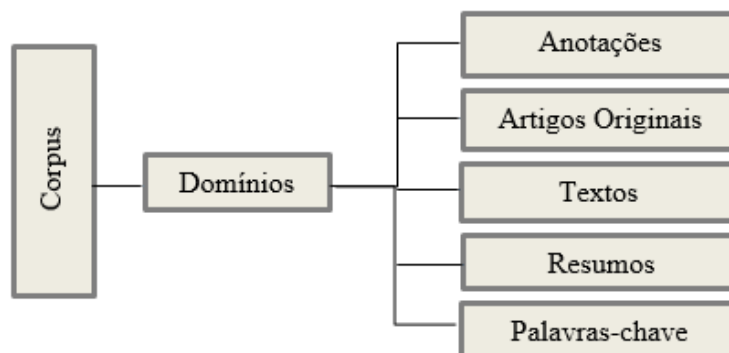 Corpus
Domínios
Anotações
Artigos Originais
Textos
Resumos
Palavras-chave